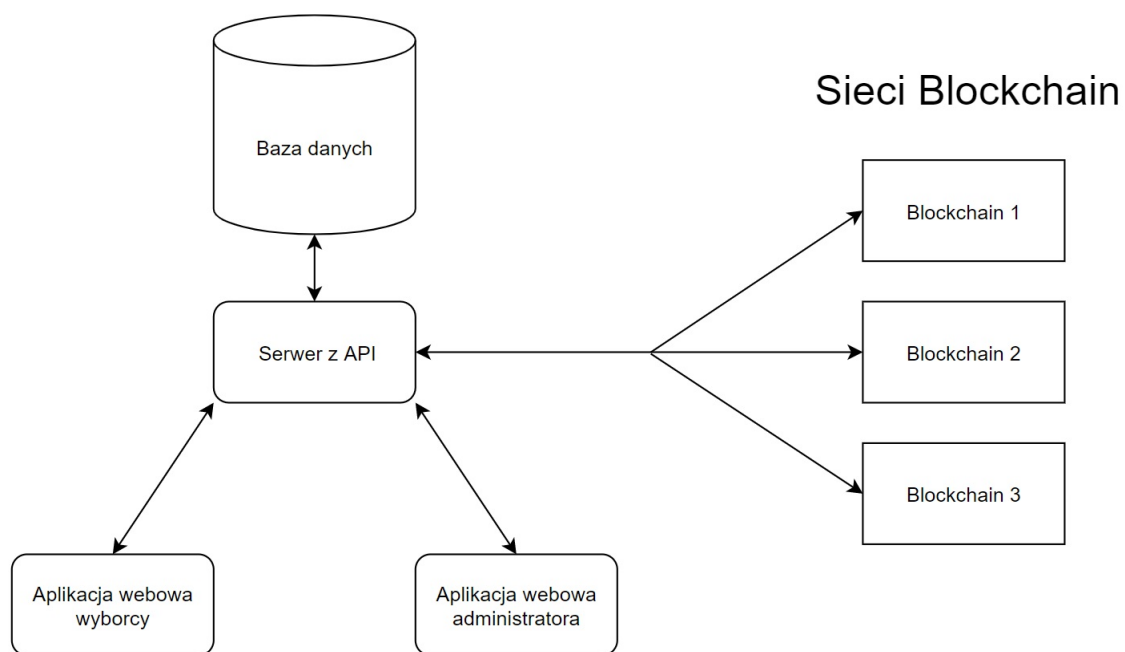 Sieci Blockchain
Baza danych
Blockchain 1
Serwer z API
Blockchain 2
Blockchain 3
Aplikacja webowa
wyborcy
Aplikacja webowa
administratora